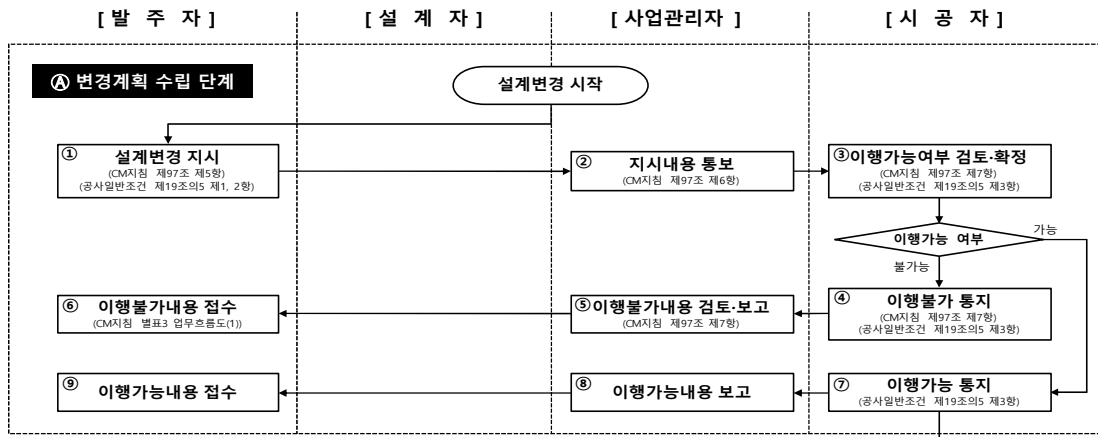 [ 발 주 자 ]
[ 설 계 자 ]
[ 사업관리자 ]
[ 시 공 자 ]
Ⓐ 변경계획 수립 단계
설계변경 시작
① 설계변경 지시
(CM지침 제97조 제5항)
(공사일반조건 제19조의5 제1, 2항)
② 지시내용 통보
(CM지침 제97조 제6항)
③이행가능여부 검토·확정
(CM지침 제97조 제7항)
(공사일반조건 제19조의5 제3항)
이행가능 여부
가능
불가능
⑥ 이행불가내용 접수
(CM지침 별표3 업무흐름도(1))
⑤이행불가내용 검토·보고
(CM지침 제97조 제7항)
④ 이행불가 통지
(CM지침 제97조 제7항)
(공사일반조건 제19조의5 제3항)
⑨ 이행가능내용 접수
⑧ 이행가능내용 보고
⑦ 이행가능 통지
(공사일반조건 제19조의5 제3항)